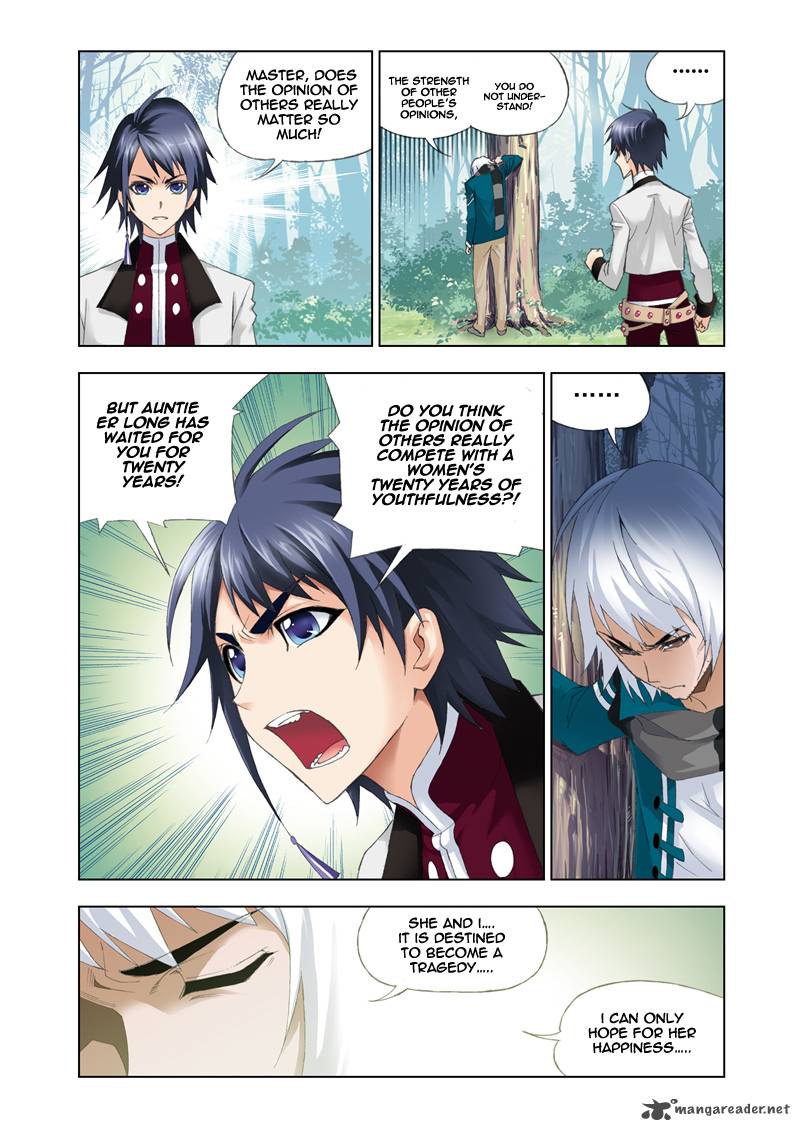 MASTER, DOES
THE OPINION OF
OTHERS REALLY
MATTER SO
MUCH!
THE STRENGTH
OF OTHER
PEOPLE'S
OPINIONS,
YOU DO
NOT UNDER-
STAND!
......
BUT AUNTIE
ER LONG HAS
WAITED FOR
YOU FOR
TWENTY
YEARS!
DO YOU THINK
THE OPINION OF
OTHERS REALLY
COMPETE WITH A
WOMEN'S
TWENTY YEARS OF
YOUTHFULNESS?!
......
SHE AND I....
IT IS DESTINED
TO BECOME A
TRAGEDY.....
I CAN ONLY
HOPE FOR HER
HAPPINESS.....
mangareader.net